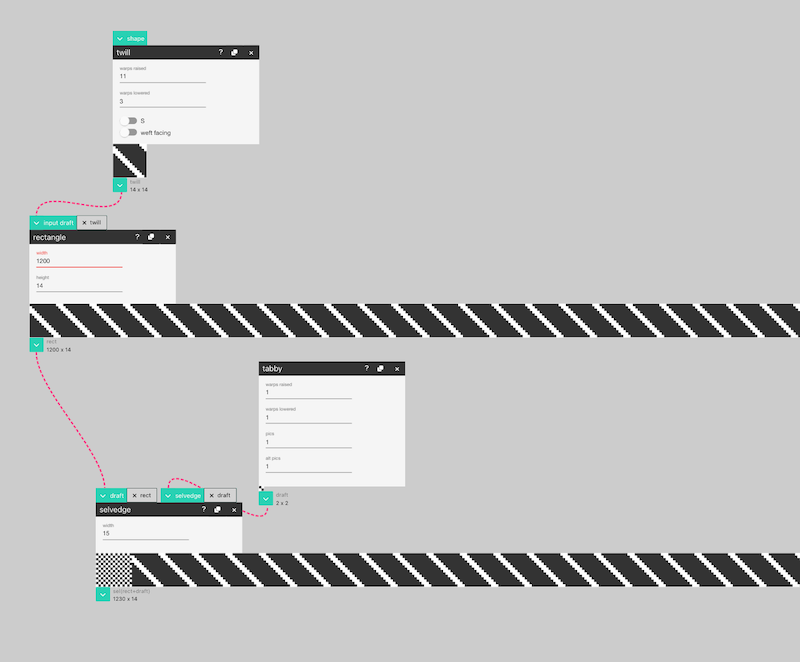 shape
twill ?
warps raised
11
warps lowered
3
S
weft facing
twill
14 x 14
input draft × twill
rectangle ?
width
1200
height
14
rect
1200 x 14
tabby ?
warps raised
1
warps lowered
1
pics
1
alt pics
1
draft
2 x 2
draft × rect selvedge × draft
selvedge ?
width
15
sel(rect+draft)
1230 x 14